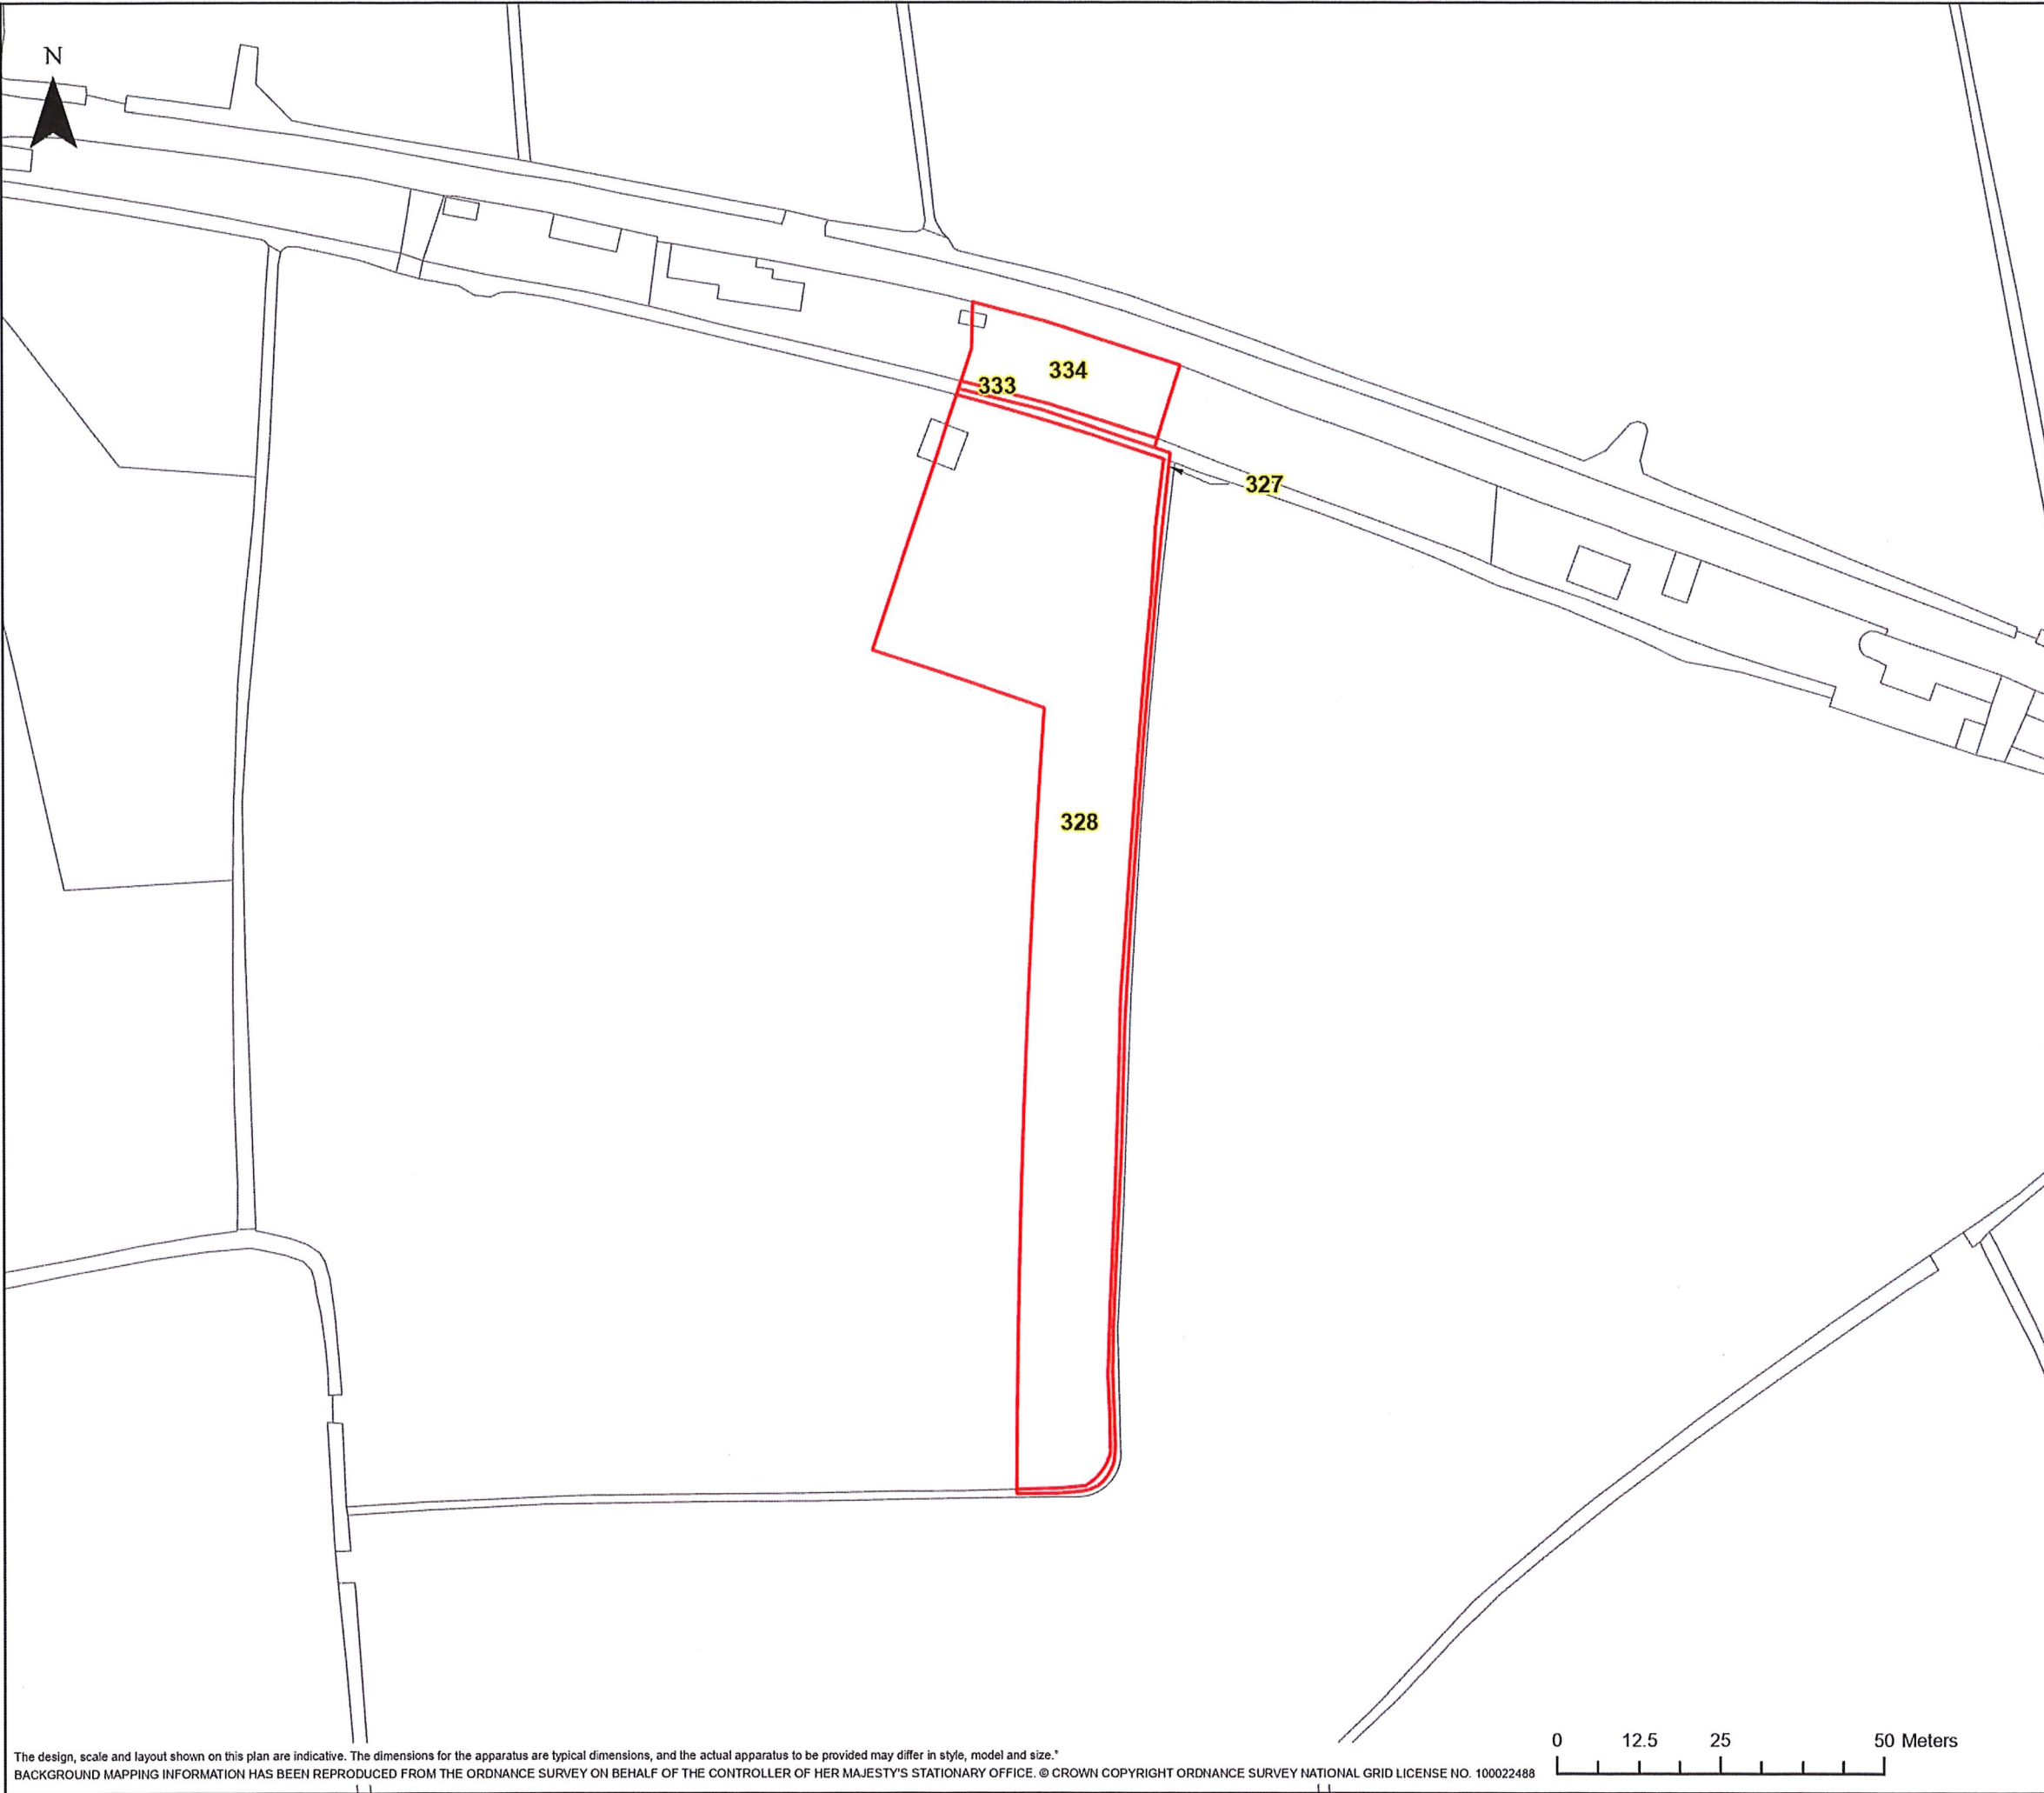 N
334
333
327
328
0 12.5 25 50 Meters
The design, scale and layout shown on this plan are indicative. The dimensions for the apparatus are typical dimensions, and the actual apparatus to be provided may differ in style, model and size."
BACKGROUND MAPPING INFORMATION HAS BEEN REPRODUCED FROM THE ORDNANCE SURVEY ON BEHALF OF THE CONTROLLER OF HER MAJESTY'S STATIONARY OFFICE. © CROWN COPYRIGHT ORDNANCE SURVEY NATIONAL GRID LICENSE NO. 100022488